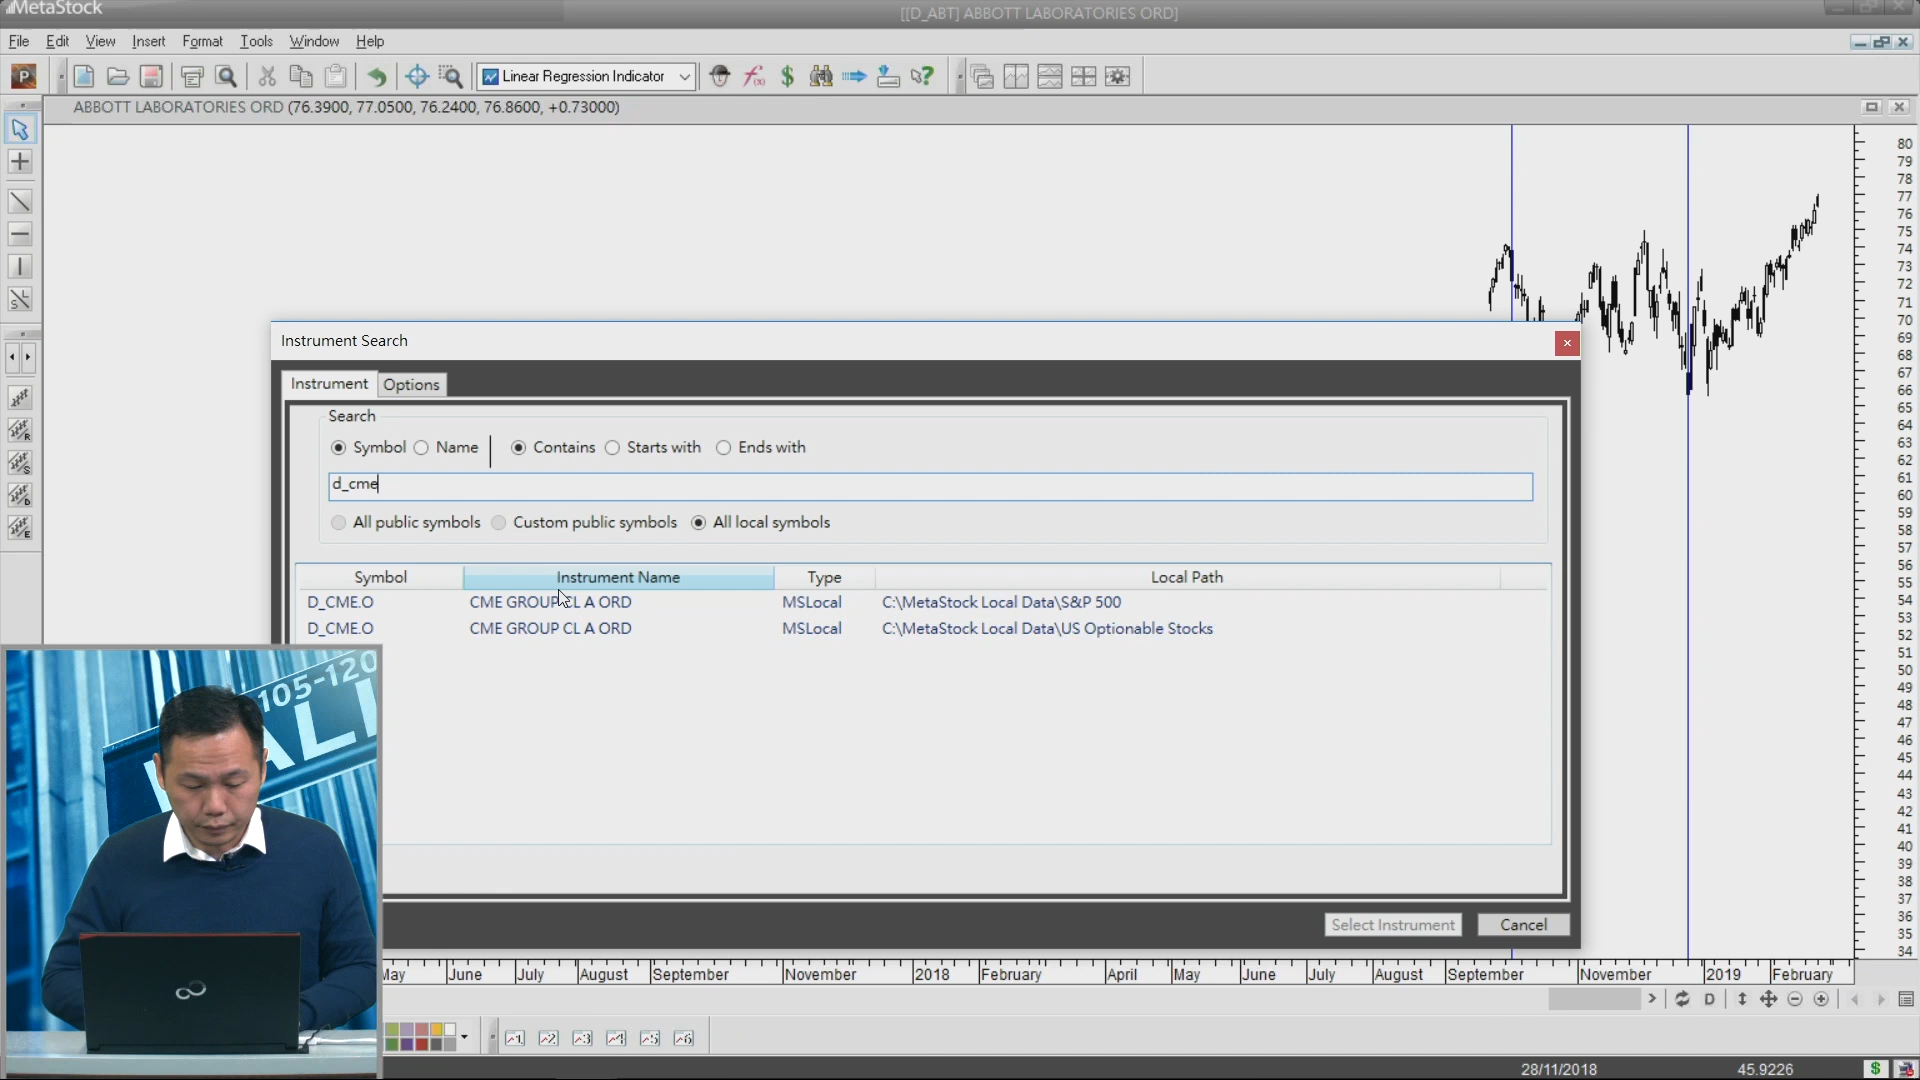 MetaStock
[[D_ABT] ABBOTT LABORATORIES ORD]
File Edit View Insert Format Tools Window Help
P Linear Regression Indicator
ABBOTT LABORATORIES ORD (76.3900, 77.0500, 76.2400, 76.8600, +0.73000)
80
79
78
77
76
75
74
73
72
71
70
69
68
67
66
65
64
63
62
61
60
59
58
57
56
55
54
53
52
51
50
49
48
47
46
45
44
43
42
41
40
39
38
37
36
35
34
Instrument Search
Instrument Options
Search
Symbol Name Contains Starts with Ends with
d_cme
All public symbols Custom public symbols All local symbols
Symbol Instrument Name Type Local Path
D_CME.O CME GROUP CL A ORD MSLocal C:\MetaStock Local Data\S&P 500
D_CME.O CME GROUP CL A ORD MSLocal C:\MetaStock Local Data\US Optionable Stocks
105-120
Select Instrument Cancel
May June July August September November 2018 February April May June July August September November 2019 February
D
28/11/2018 45.9226